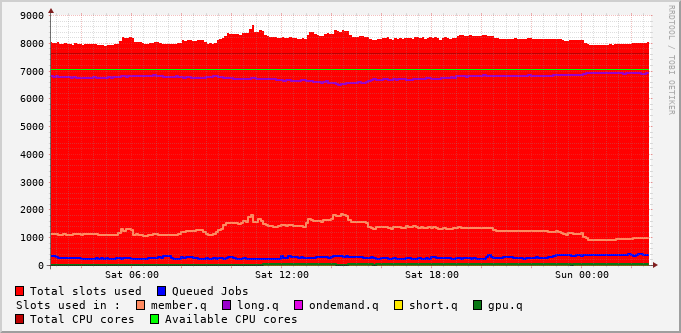 RRDTOOL / TOBI OETIKER
9000
8000
7000
6000
5000
4000
3000
2000
1000
0
Sat 06:00 Sat 12:00 Sat 18:00 Sun 00:00
Total slots used Queued Jobs
Slots used in : member.q long.q ondemand.q short.q gpu.q
Total CPU cores Available CPU cores